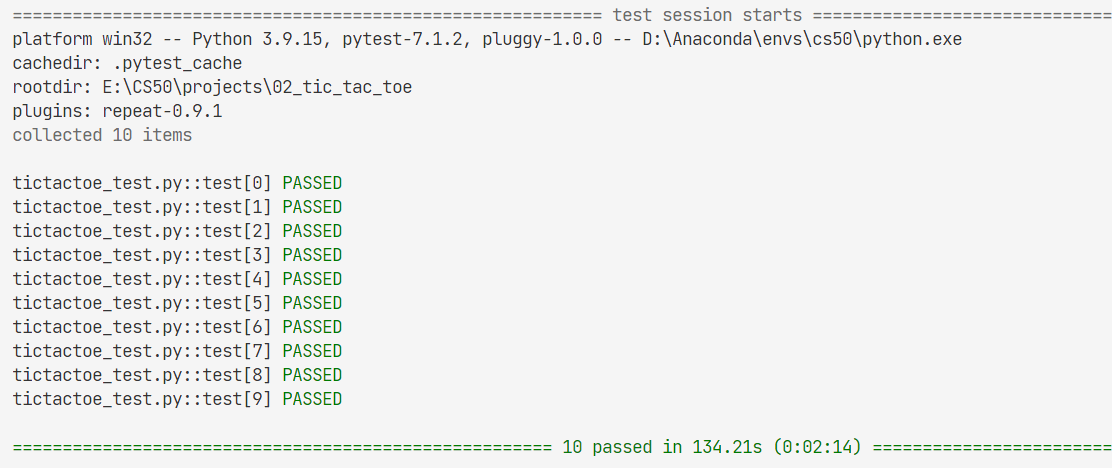 ============================================================ test session starts ==============================
platform win32 -- Python 3.9.15, pytest-7.1.2, pluggy-1.0.0 -- D:\Anaconda\envs\cs50\python.exe
cachedir: .pytest_cache
rootdir: E:\CS50\projects\02_tic_tac_toe
plugins: repeat-0.9.1
collected 10 items
tictactoe_test.py::test[0] PASSED
tictactoe_test.py::test[1] PASSED
tictactoe_test.py::test[2] PASSED
tictactoe_test.py::test[3] PASSED
tictactoe_test.py::test[4] PASSED
tictactoe_test.py::test[5] PASSED
tictactoe_test.py::test[6] PASSED
tictactoe_test.py::test[7] PASSED
tictactoe_test.py::test[8] PASSED
tictactoe_test.py::test[9] PASSED
====================================================== 10 passed in 134.21s (0:02:14) ========================